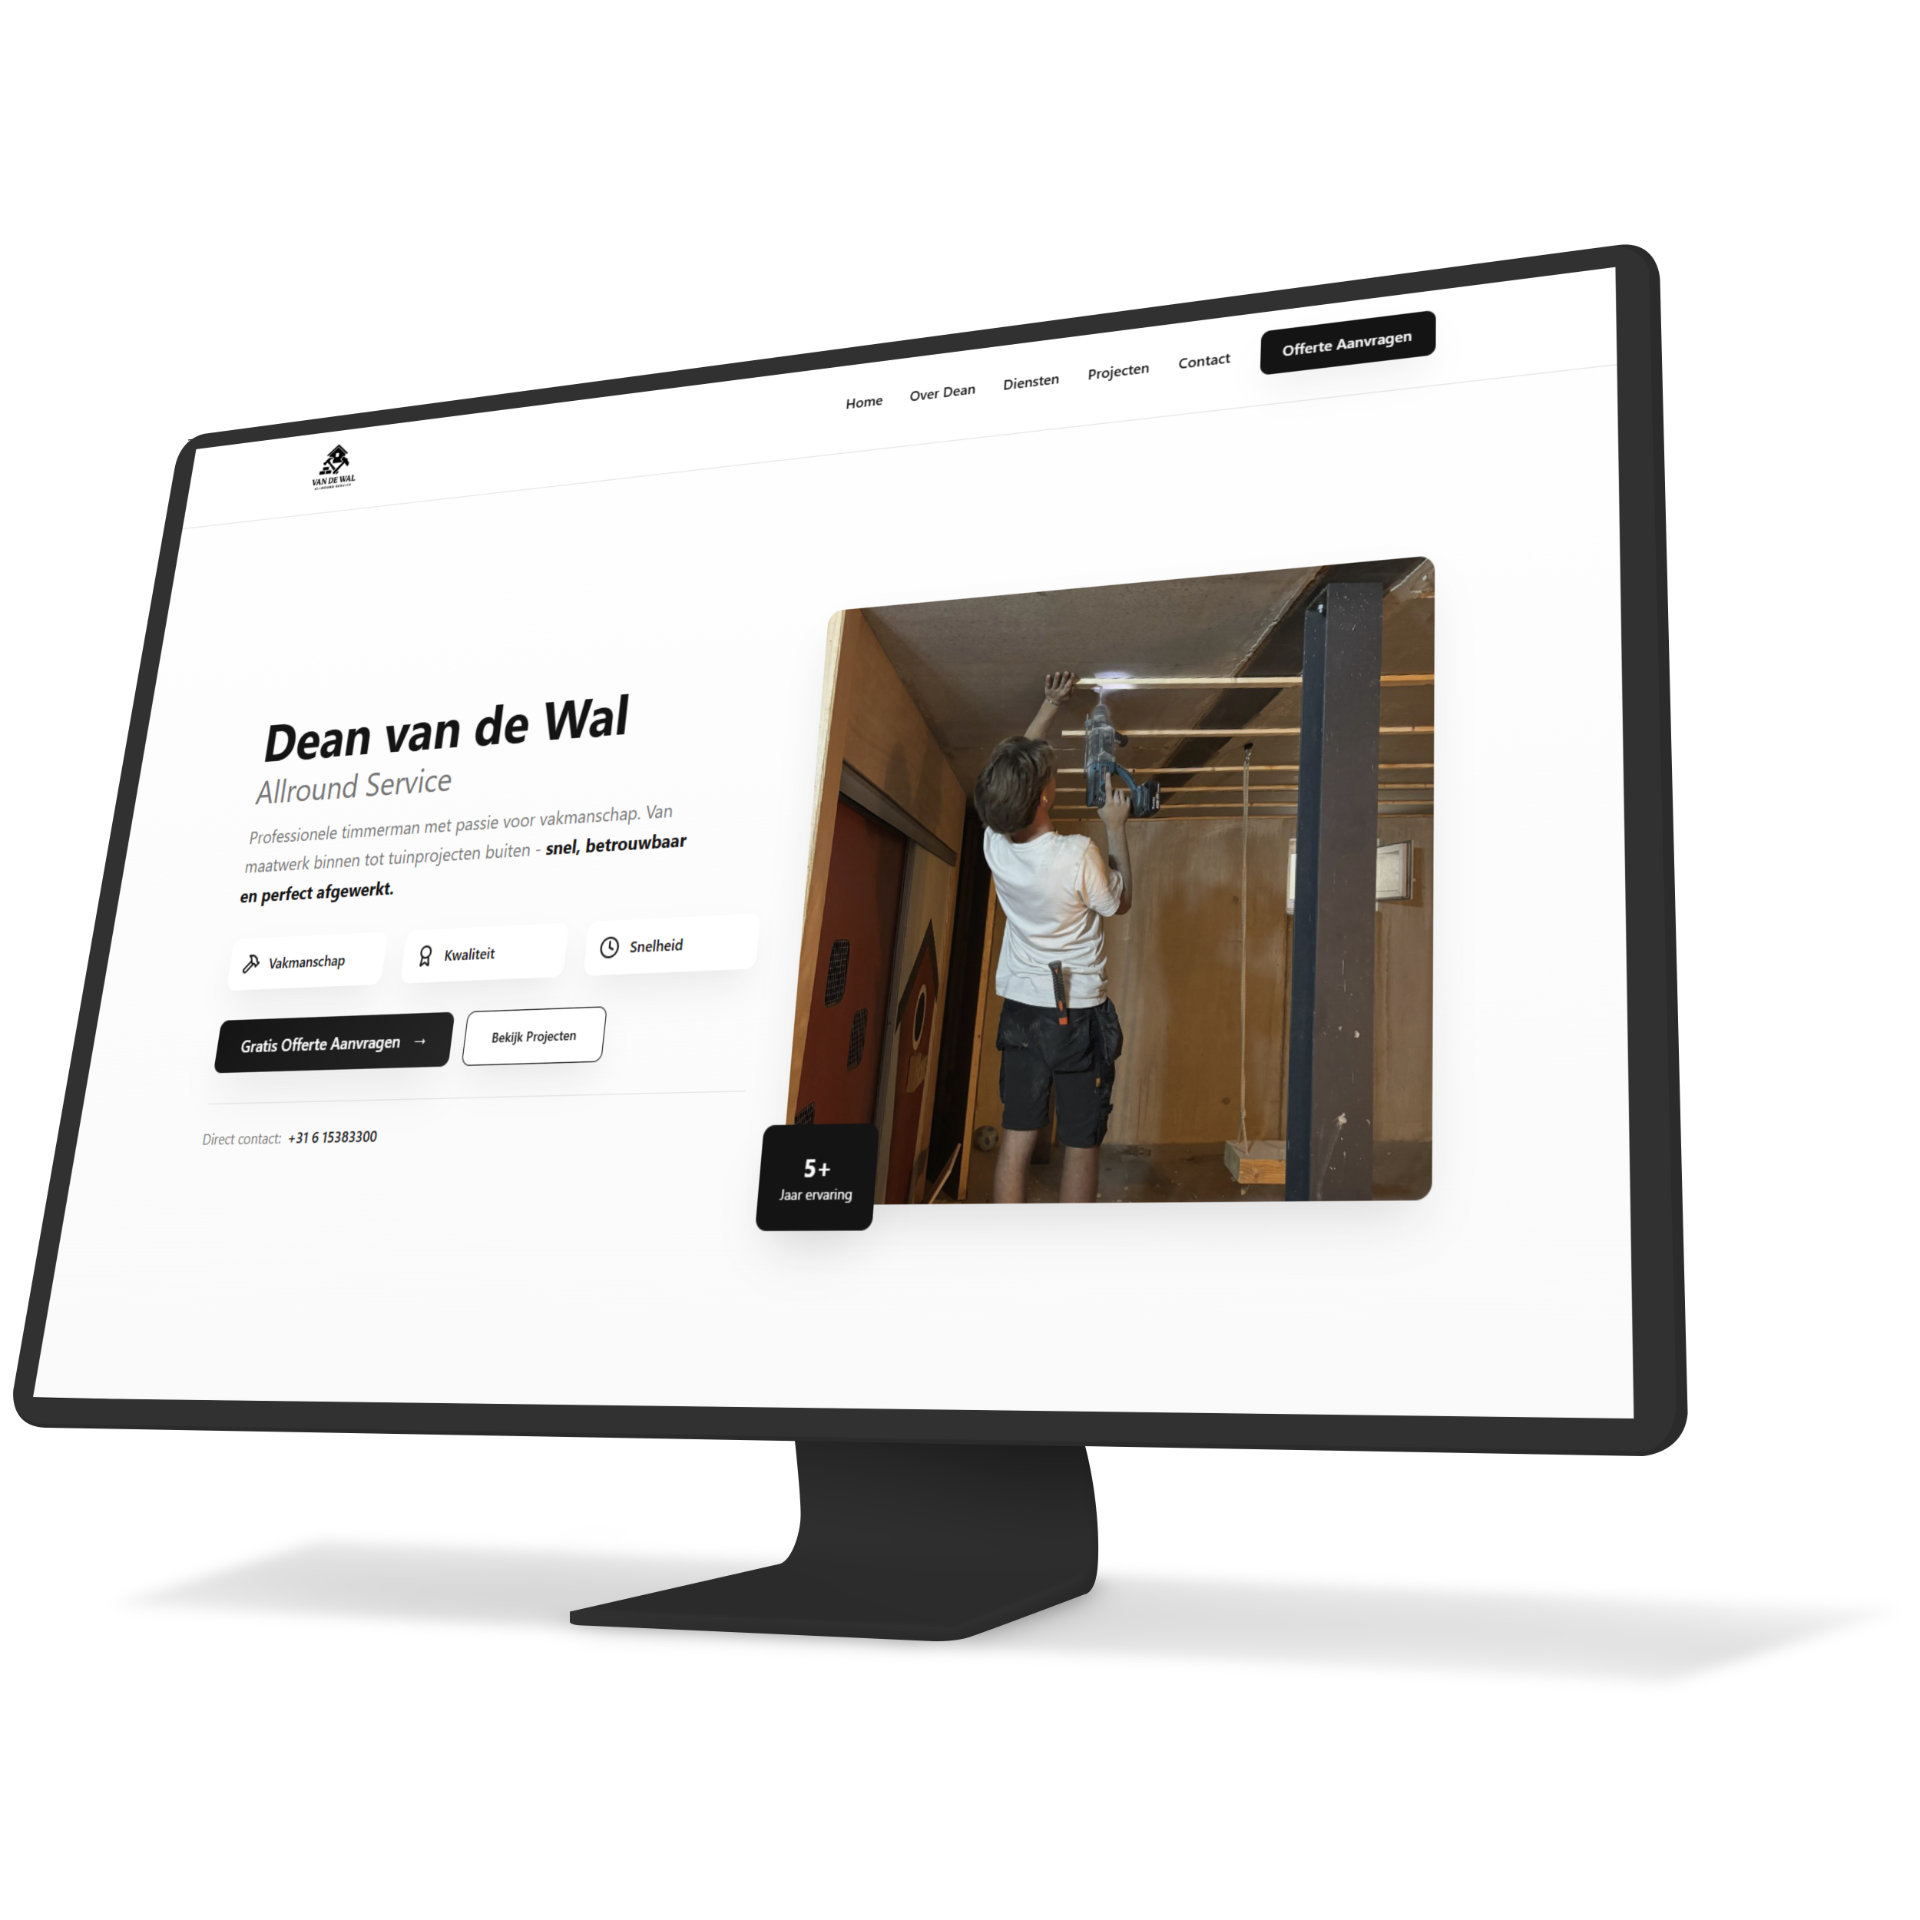 Home
Over Dean
Diensten
Projecten
Contact
Offerte Aanvragen
VAN DE WAL
ALLROUND SERVICE
Dean van de Wal
Allround Service
Professionele timmerman met passie voor vakmanschap. Van
maatwerk binnen tot tuinprojecten buiten - snel, betrouwbaar
en perfect afgewerkt.
Vakmanschap
Kwaliteit
Snelheid
Gratis Offerte Aanvragen →
Bekijk Projecten
Direct contact: +31 6 15383300
5+
Jaar ervaring